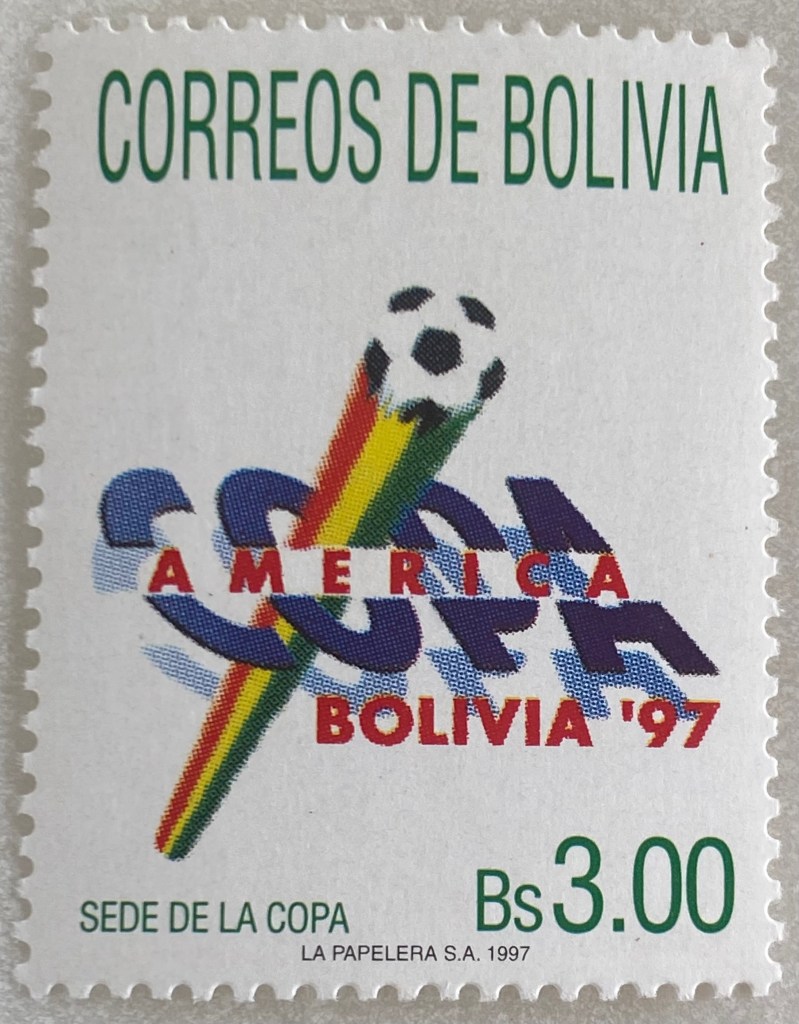 CORREOS DE BOLIVIA
COPA
AMERICA
BOLIVIA '97
SEDE DE LA COPA
Bs 3.00
LA PAPELERA S.A. 1997